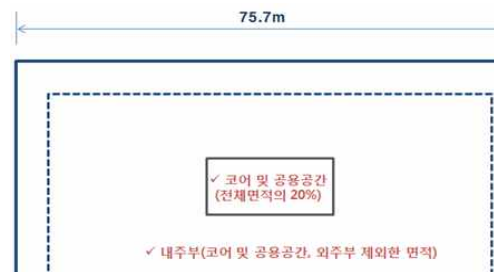 75.7m
✓ 코어 및 공용공간
(전체면적의 20%)
✓ 내주부(코어 및 공용공간, 외주부 제외한 면적)